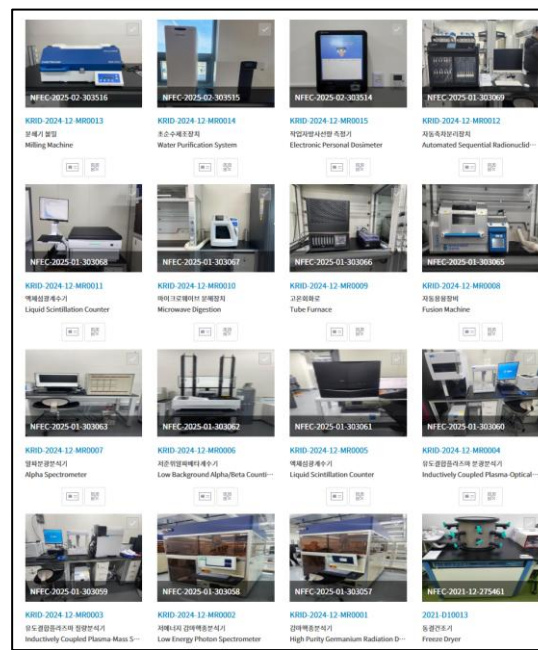 NFEC-2025-02-303516
KRID-2024-12-MR0013
분쇄기 볼밀
Milling Machine
NFEC-2025-02-303515
KRID-2024-12-MR0014
초순수제조장치
Water Purification System
NFEC-2025-02-303514
KRID-2024-12-MR0015
작업자방사선량 측정기
Electronic Personal Dosimeter
NFEC-2025-01-303069
KRID-2024-12-MR0012
자동축차분리장치
Automated Sequential Radionuclid···
NFEC-2025-01-303068
KRID-2024-12-MR0011
액체섬광계수기
Liquid Scintillation Counter
NFEC-2025-01-303067
KRID-2024-12-MR0010
마이크로웨이브 분해장치
Microwave Digestion
NFEC-2025-01-303066
KRID-2024-12-MR0009
고온회화로
Tube Furnace
NFEC-2025-01-303065
KRID-2024-12-MR0008
자동용융장비
Fusion Machine
NFEC-2025-01-303063
KRID-2024-12-MR0007
알파분광분석기
Alpha Spectrometer
NFEC-2025-01-303062
KRID-2024-12-MR0006
저준위알파베타계수기
Low Background Alpha/Beta Counti···
NFEC-2025-01-303061
KRID-2024-12-MR0005
액체섬광계수기
Liquid Scintillation Counter
NFEC-2025-01-303060
KRID-2024-12-MR0004
유도결합플라즈마 분광분석기
Inductively Coupled Plasma-Optical···
NFEC-2025-01-303059
KRID-2024-12-MR0003
유도결합플라즈마 질량분석기
Inductively Coupled Plasma-Mass S···
NFEC-2025-01-303058
KRID-2024-12-MR0002
저에너지 감마핵종분석기
Low Energy Photon Spectrometer
NFEC-2025-01-303057
KRID-2024-12-MR0001
감마핵종분석기
High Purity Germanium Radiation D···
NFEC-2021-12-275461
2021-D10013
동결건조기
Freeze Dryer